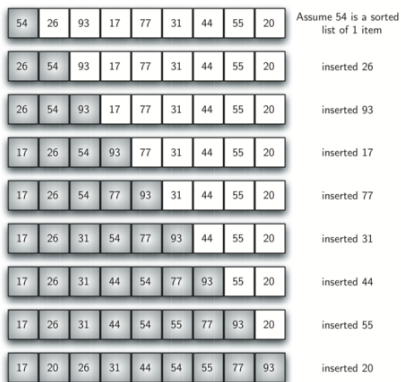 54 26 93 17 77 31 44 55 20 Assume 54 is a sorted
list of 1 item
26 54 93 17 77 31 44 55 20 inserted 26
26 54 93 17 77 31 44 55 20 inserted 93
17 26 54 93 77 31 44 55 20 inserted 17
17 26 54 77 93 31 44 55 20 inserted 77
17 26 31 54 77 93 44 55 20 inserted 31
17 26 31 44 54 77 93 55 20 inserted 44
17 26 31 44 54 55 77 93 20 inserted 55
17 20 26 31 44 54 55 77 93 inserted 20